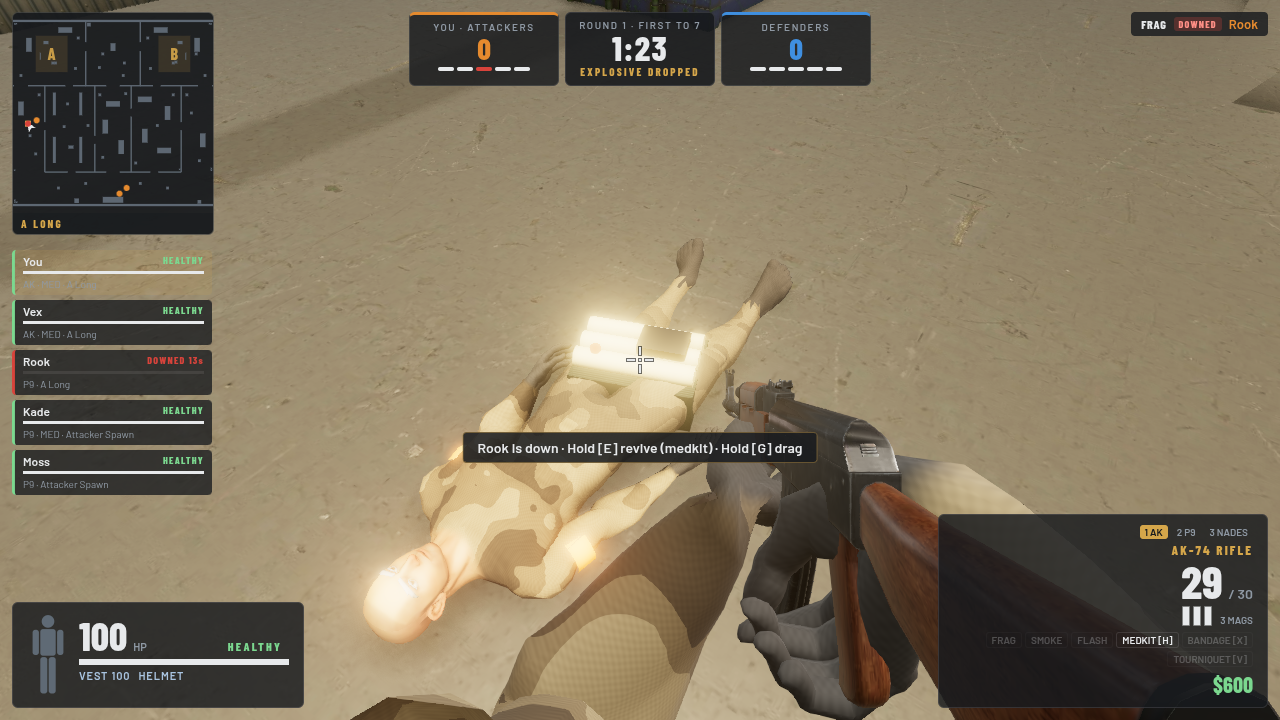 A
B
A LONG
YOU · ATTACKERS
0
ROUND 1 · FIRST TO 7
1:23
EXPLOSIVE DROPPED
DEFENDERS
0
FRAG DOWNED Rook
You HEALTHY
Vex HEALTHY
AK · MED · A Long
Rook DOWNED 13s
P9 · A Long
Kade HEALTHY
P9 · MED · Attacker Spawn
Moss HEALTHY
P9 · Attacker Spawn
Rook is down · Hold [E] revive (medkit) · Hold [G] drag
100 HP HEALTHY
VEST 100 HELMET
1 AK 2 P9 3 NADES
AK-74 RIFLE
29 / 30
3 MAGS
FRAG SMOKE FLASH MEDKIT [H] BANDAGE [X]
TOURNIQUET [V]
$600